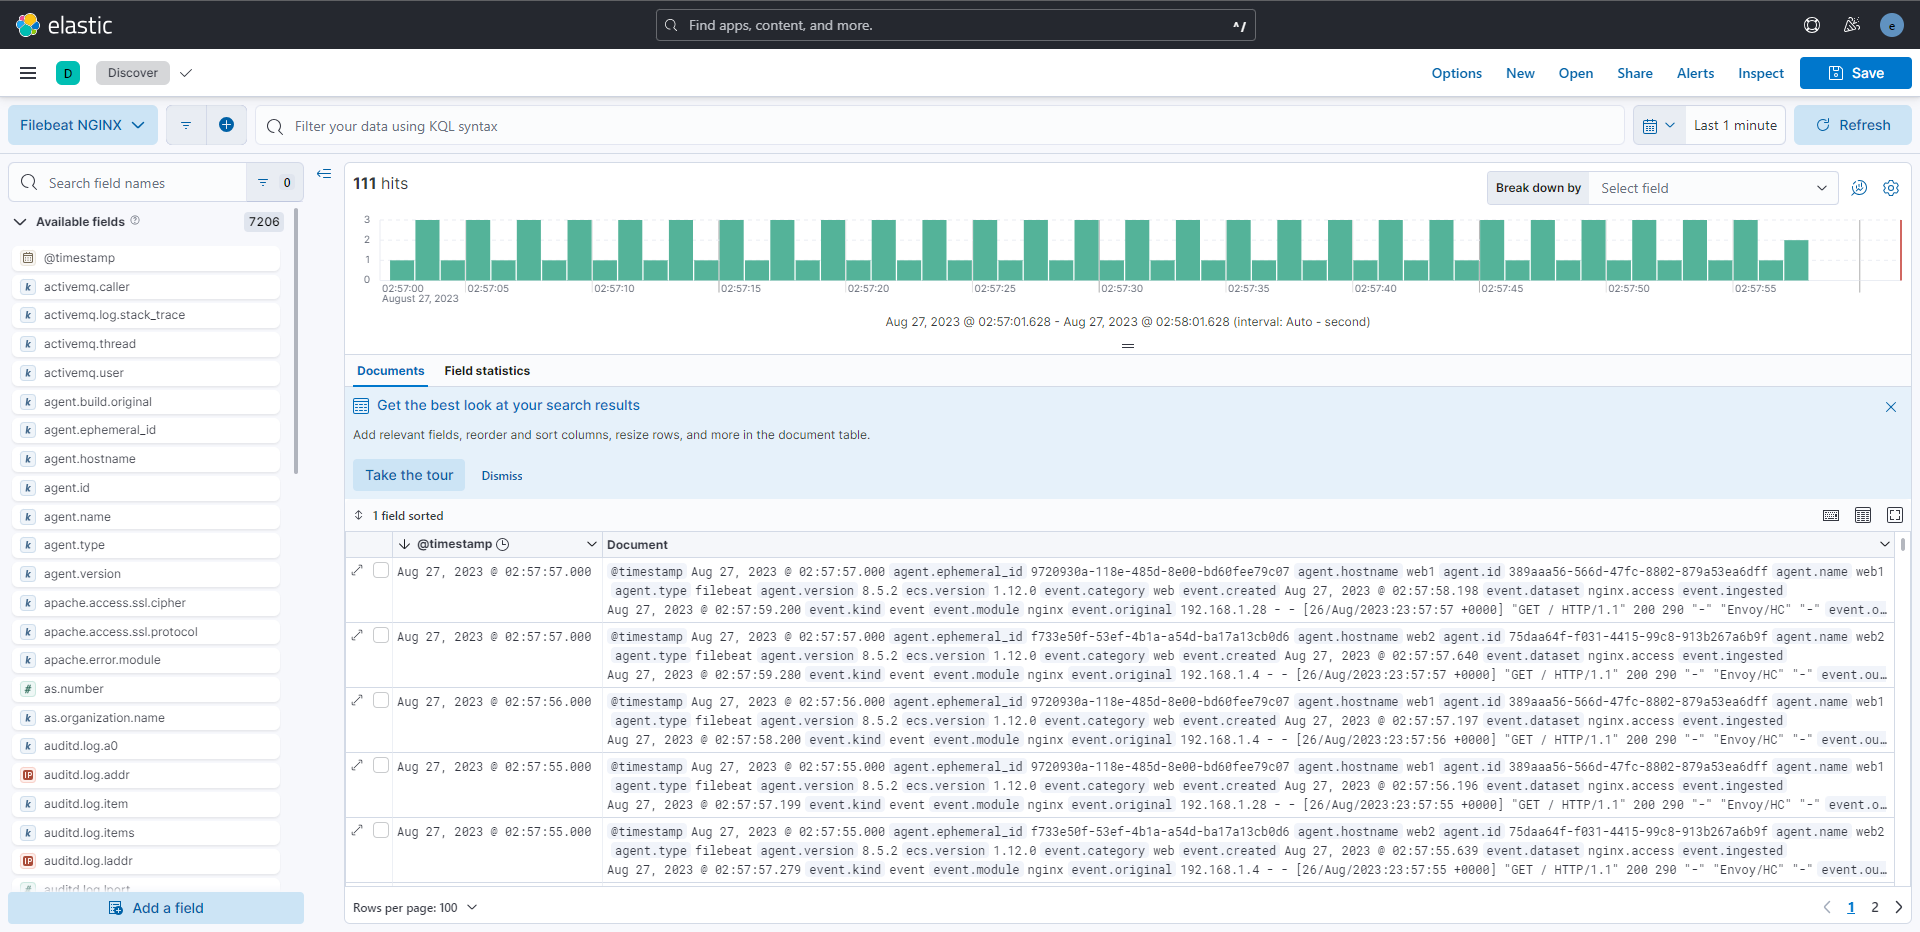 elastic
Find apps, content, and more.
^/
e
D
Discover
Options
New
Open
Share
Alerts
Inspect
Save
Filebeat NGINX
Filter your data using KQL syntax
Last 1 minute
Refresh
Search field names
0
Available fields
7206
@timestamp
activemq.caller
activemq.log.stack_trace
activemq.thread
activemq.user
agent.build.original
agent.ephemeral_id
agent.hostname
agent.id
agent.name
agent.type
agent.version
apache.access.ssl.cipher
apache.access.ssl.protocol
apache.error.module
as.number
as.organization.name
auditd.log.a0
auditd.log.addr
auditd.log.item
auditd.log.items
auditd.log.laddr
auditd.log.lport
Add a field
111 hits
Break down by
Select field
3
2
1
0
02:57:00 02:57:05 02:57:10 02:57:15 02:57:20 02:57:25 02:57:30 02:57:35 02:57:40 02:57:45 02:57:50 02:57:55
August 27, 2023
Aug 27, 2023 @ 02:57:01.628 - Aug 27, 2023 @ 02:58:01.628 (interval: Auto - second)
Documents
Field statistics
Get the best look at your search results
Add relevant fields, reorder and sort columns, resize rows, and more in the document table.
Take the tour
Dismiss
1 field sorted
@timestamp
Document
Aug 27, 2023 @ 02:57:57.000
@timestamp Aug 27, 2023 @ 02:57:57.000 agent.ephemeral_id 9720930a-118e-485d-8e00-bd60fee79c07 agent.hostname web1 agent.id 389aaa56-566d-47fc-8802-879a53ea6dff agent.name web1
agent.type filebeat agent.version 8.5.2 ecs.version 1.12.0 event.category web event.created Aug 27, 2023 @ 02:57:58.198 event.dataset nginx.access event.ingested
Aug 27, 2023 @ 02:57:59.200 event.kind event event.module nginx event.original 192.168.1.28 - - [26/Aug/2023:23:57:57 +0000] "GET / HTTP/1.1" 200 290 "-" "Envoy/HC" "-" event.o…
Aug 27, 2023 @ 02:57:57.000
@timestamp Aug 27, 2023 @ 02:57:57.000 agent.ephemeral_id f733e50f-53ef-4b1a-a54d-ba17a13cb0d6 agent.hostname web2 agent.id 75daa64f-f031-4415-99c8-913b267a6b9f agent.name web2
agent.type filebeat agent.version 8.5.2 ecs.version 1.12.0 event.category web event.created Aug 27, 2023 @ 02:57:57.640 event.dataset nginx.access event.ingested
Aug 27, 2023 @ 02:57:59.280 event.kind event event.module nginx event.original 192.168.1.4 - - [26/Aug/2023:23:57:57 +0000] "GET / HTTP/1.1" 200 290 "-" "Envoy/HC" "-" event.ou…
Aug 27, 2023 @ 02:57:56.000
@timestamp Aug 27, 2023 @ 02:57:56.000 agent.ephemeral_id 9720930a-118e-485d-8e00-bd60fee79c07 agent.hostname web1 agent.id 389aaa56-566d-47fc-8802-879a53ea6dff agent.name web1
agent.type filebeat agent.version 8.5.2 ecs.version 1.12.0 event.category web event.created Aug 27, 2023 @ 02:57:57.197 event.dataset nginx.access event.ingested
Aug 27, 2023 @ 02:57:58.200 event.kind event event.module nginx event.original 192.168.1.4 - - [26/Aug/2023:23:57:56 +0000] "GET / HTTP/1.1" 200 290 "-" "Envoy/HC" "-" event.ou…
Aug 27, 2023 @ 02:57:55.000
@timestamp Aug 27, 2023 @ 02:57:55.000 agent.ephemeral_id 9720930a-118e-485d-8e00-bd60fee79c07 agent.hostname web1 agent.id 389aaa56-566d-47fc-8802-879a53ea6dff agent.name web1
agent.type filebeat agent.version 8.5.2 ecs.version 1.12.0 event.category web event.created Aug 27, 2023 @ 02:57:56.196 event.dataset nginx.access event.ingested
Aug 27, 2023 @ 02:57:57.199 event.kind event event.module nginx event.original 192.168.1.28 - - [26/Aug/2023:23:57:55 +0000] "GET / HTTP/1.1" 200 290 "-" "Envoy/HC" "-" event.o…
Aug 27, 2023 @ 02:57:55.000
@timestamp Aug 27, 2023 @ 02:57:55.000 agent.ephemeral_id f733e50f-53ef-4b1a-a54d-ba17a13cb0d6 agent.hostname web2 agent.id 75daa64f-f031-4415-99c8-913b267a6b9f agent.name web2
agent.type filebeat agent.version 8.5.2 ecs.version 1.12.0 event.category web event.created Aug 27, 2023 @ 02:57:55.639 event.dataset nginx.access event.ingested
Aug 27, 2023 @ 02:57:57.279 event.kind event event.module nginx event.original 192.168.1.4 - - [26/Aug/2023:23:57:55 +0000] "GET / HTTP/1.1" 200 290 "-" "Envoy/HC" "-" event.ou…
Rows per page: 100
1 2